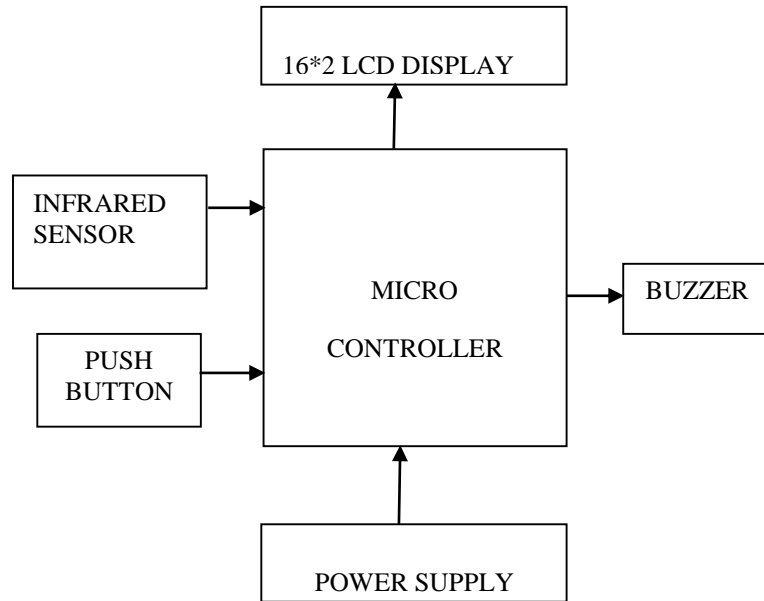 16*2 LCD DISPLAY
INFRARED
SENSOR
MICRO
CONTROLLER
BUZZER
PUSH
BUTTON
POWER SUPPLY